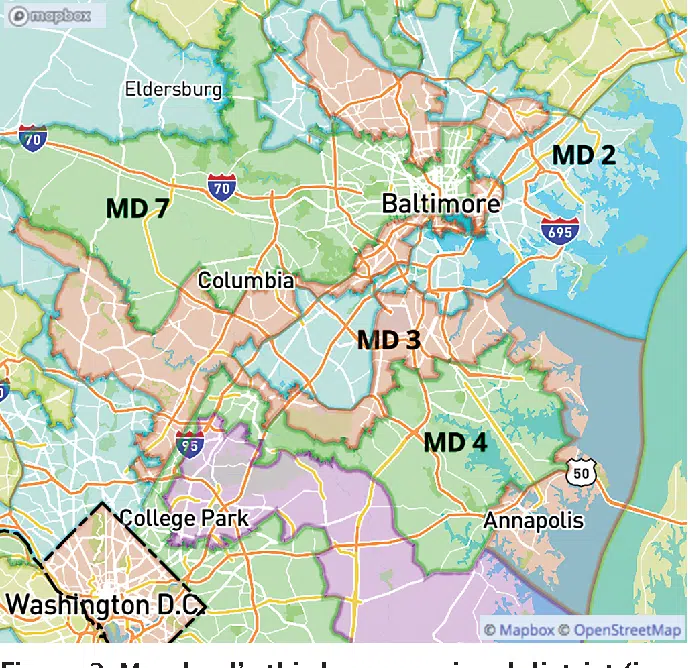 mapbox
Eldersburg
70
MD 2
70
MD 7
Baltimore
695
Columbia
MD 3
MD 4
95
50
College Park
Annapolis
Washington D.C.
© Mapbox © OpenStreetMap